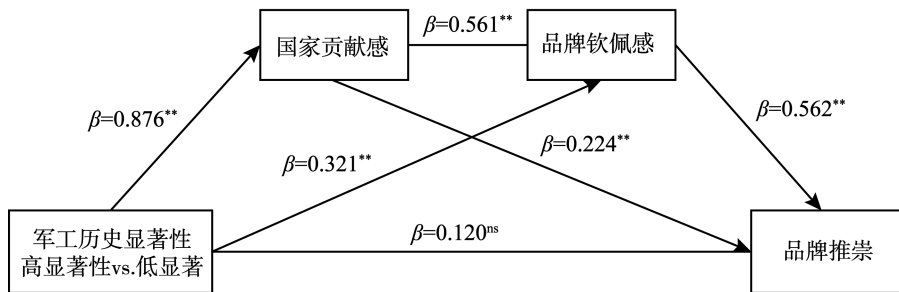 国家贡献感
β=0.561**
品牌钦佩感
β=0.876**
β=0.562**
β=0.321**
β=0.224**
军工历史显著性
高显著性vs.低显著
β=0.120ns
品牌推崇